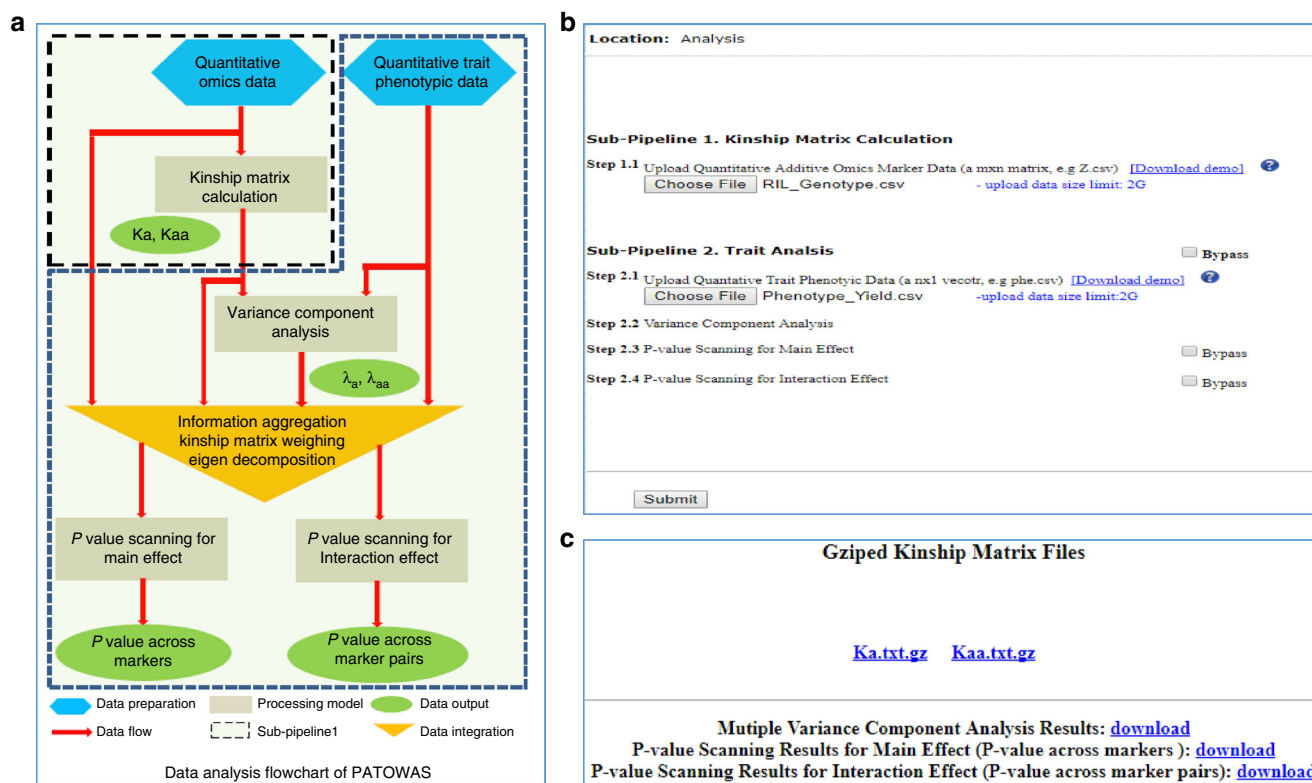 a
Quantitative
omics data
Quantitative trait
phenotypic data
Kinship matrix
calculation
Ka, Kaa
Variance component
analysis
λa, λaa
Information aggregation
kinship matrix weighing
eigen decomposition
P value scanning for
main effect
P value scanning for
Interaction effect
P value across
markers
P value across
marker pairs
Data preparation
Processing model
Data output
Data flow
Sub-pipeline1
Data integration
Data analysis flowchart of PATOWAS
b
Location: Analysis
Sub-Pipeline 1. Kinship Matrix Calculation
Step 1.1 Upload Quantitative Additive Omics Marker Data (a mxn matrix, e.g Z.csv) [Download demo] ?
Choose File RIL_Genotype.csv - upload data size limit: 2G
Sub-Pipeline 2. Trait Analsis Bypass
Step 2.1 Upload Quantative Trait Phenotyic Data (a nx1 vecotr, e.g phe.csv) [Download demo] ?
Choose File Phenotype_Yield.csv -upload data size limit:2G
Step 2.2 Variance Component Analysis
Step 2.3 P-value Scanning for Main Effect Bypass
Step 2.4 P-value Scanning for Interaction Effect Bypass
Submit
c
Gziped Kinship Matrix Files
Ka.txt.gz Kaa.txt.gz
Mutiple Variance Component Analysis Results: download
P-value Scanning Results for Main Effect (P-value across markers ): download
P-value Scanning Results for Interaction Effect (P-value across marker pairs): download